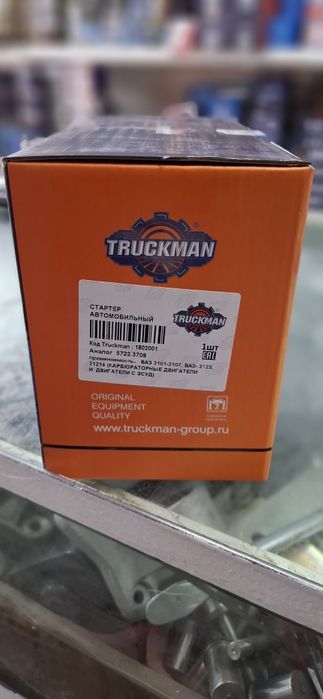 TRUCKMAN
СТАРТЕР
АВТОМОБИЛЬНЫЙ
TRUCKMAN
Код Truckman : 1802001
1шт
Аналог 5722.3708
EAC
применяемость: ВАЗ 2101-2107, ВАЗ- 2123,
21214 (КАРБЮРАТОРНЫЕ ДВИГАТЕЛИ
И ДВИГАТЕЛИ С ЭСУД)
ORIGINAL
EQUIPMENT
QUALITY
www.truckman-group.ru